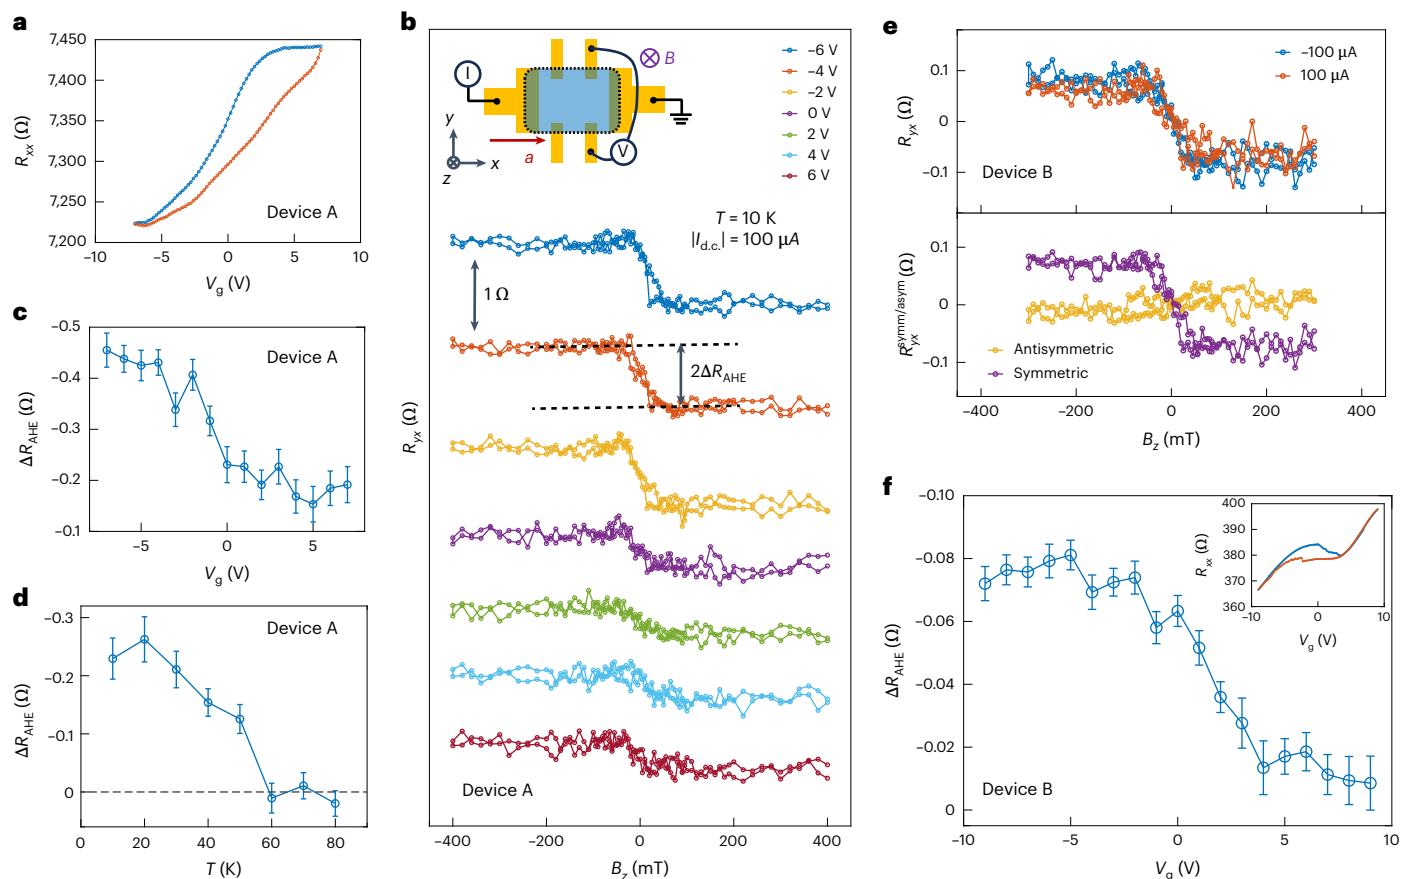 a
7,450
7,400
7,350
7,300
7,250
7,200
Rxx (Ω)
Device A
−10
−5
0
5
10
Vg (V)
b
−6 V
−4 V
−2 V
0 V
2 V
4 V
6 V
I
B
V
y
x
z
a
T = 10 K
|Id.c.| = 100 μA
1 Ω
2ΔRAHE
Ryx (Ω)
Device A
−400
−200
0
200
400
Bz (mT)
c
−0.5
−0.4
−0.3
−0.2
−0.1
ΔRAHE (Ω)
Device A
−5
0
5
Vg (V)
d
−0.3
−0.2
−0.1
0
ΔRAHE (Ω)
Device A
0
20
40
60
80
T (K)
e
0.1
0
−0.1
Ryx (Ω)
−100 μA
100 μA
Device B
0.1
0
−0.1
Ryx symm/asym (Ω)
Antisymmetric
Symmetric
−400
−200
0
200
400
Bz (mT)
f
−0.10
−0.08
−0.06
−0.04
−0.02
0
ΔRAHE (Ω)
400
390
380
370
360
Rxx (Ω)
−10
0
10
Vg (V)
Device B
−10
−5
0
5
10
Vg (V)